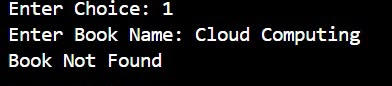 Enter Choice: 1
Enter Book Name: Cloud Computing
Book Not Found